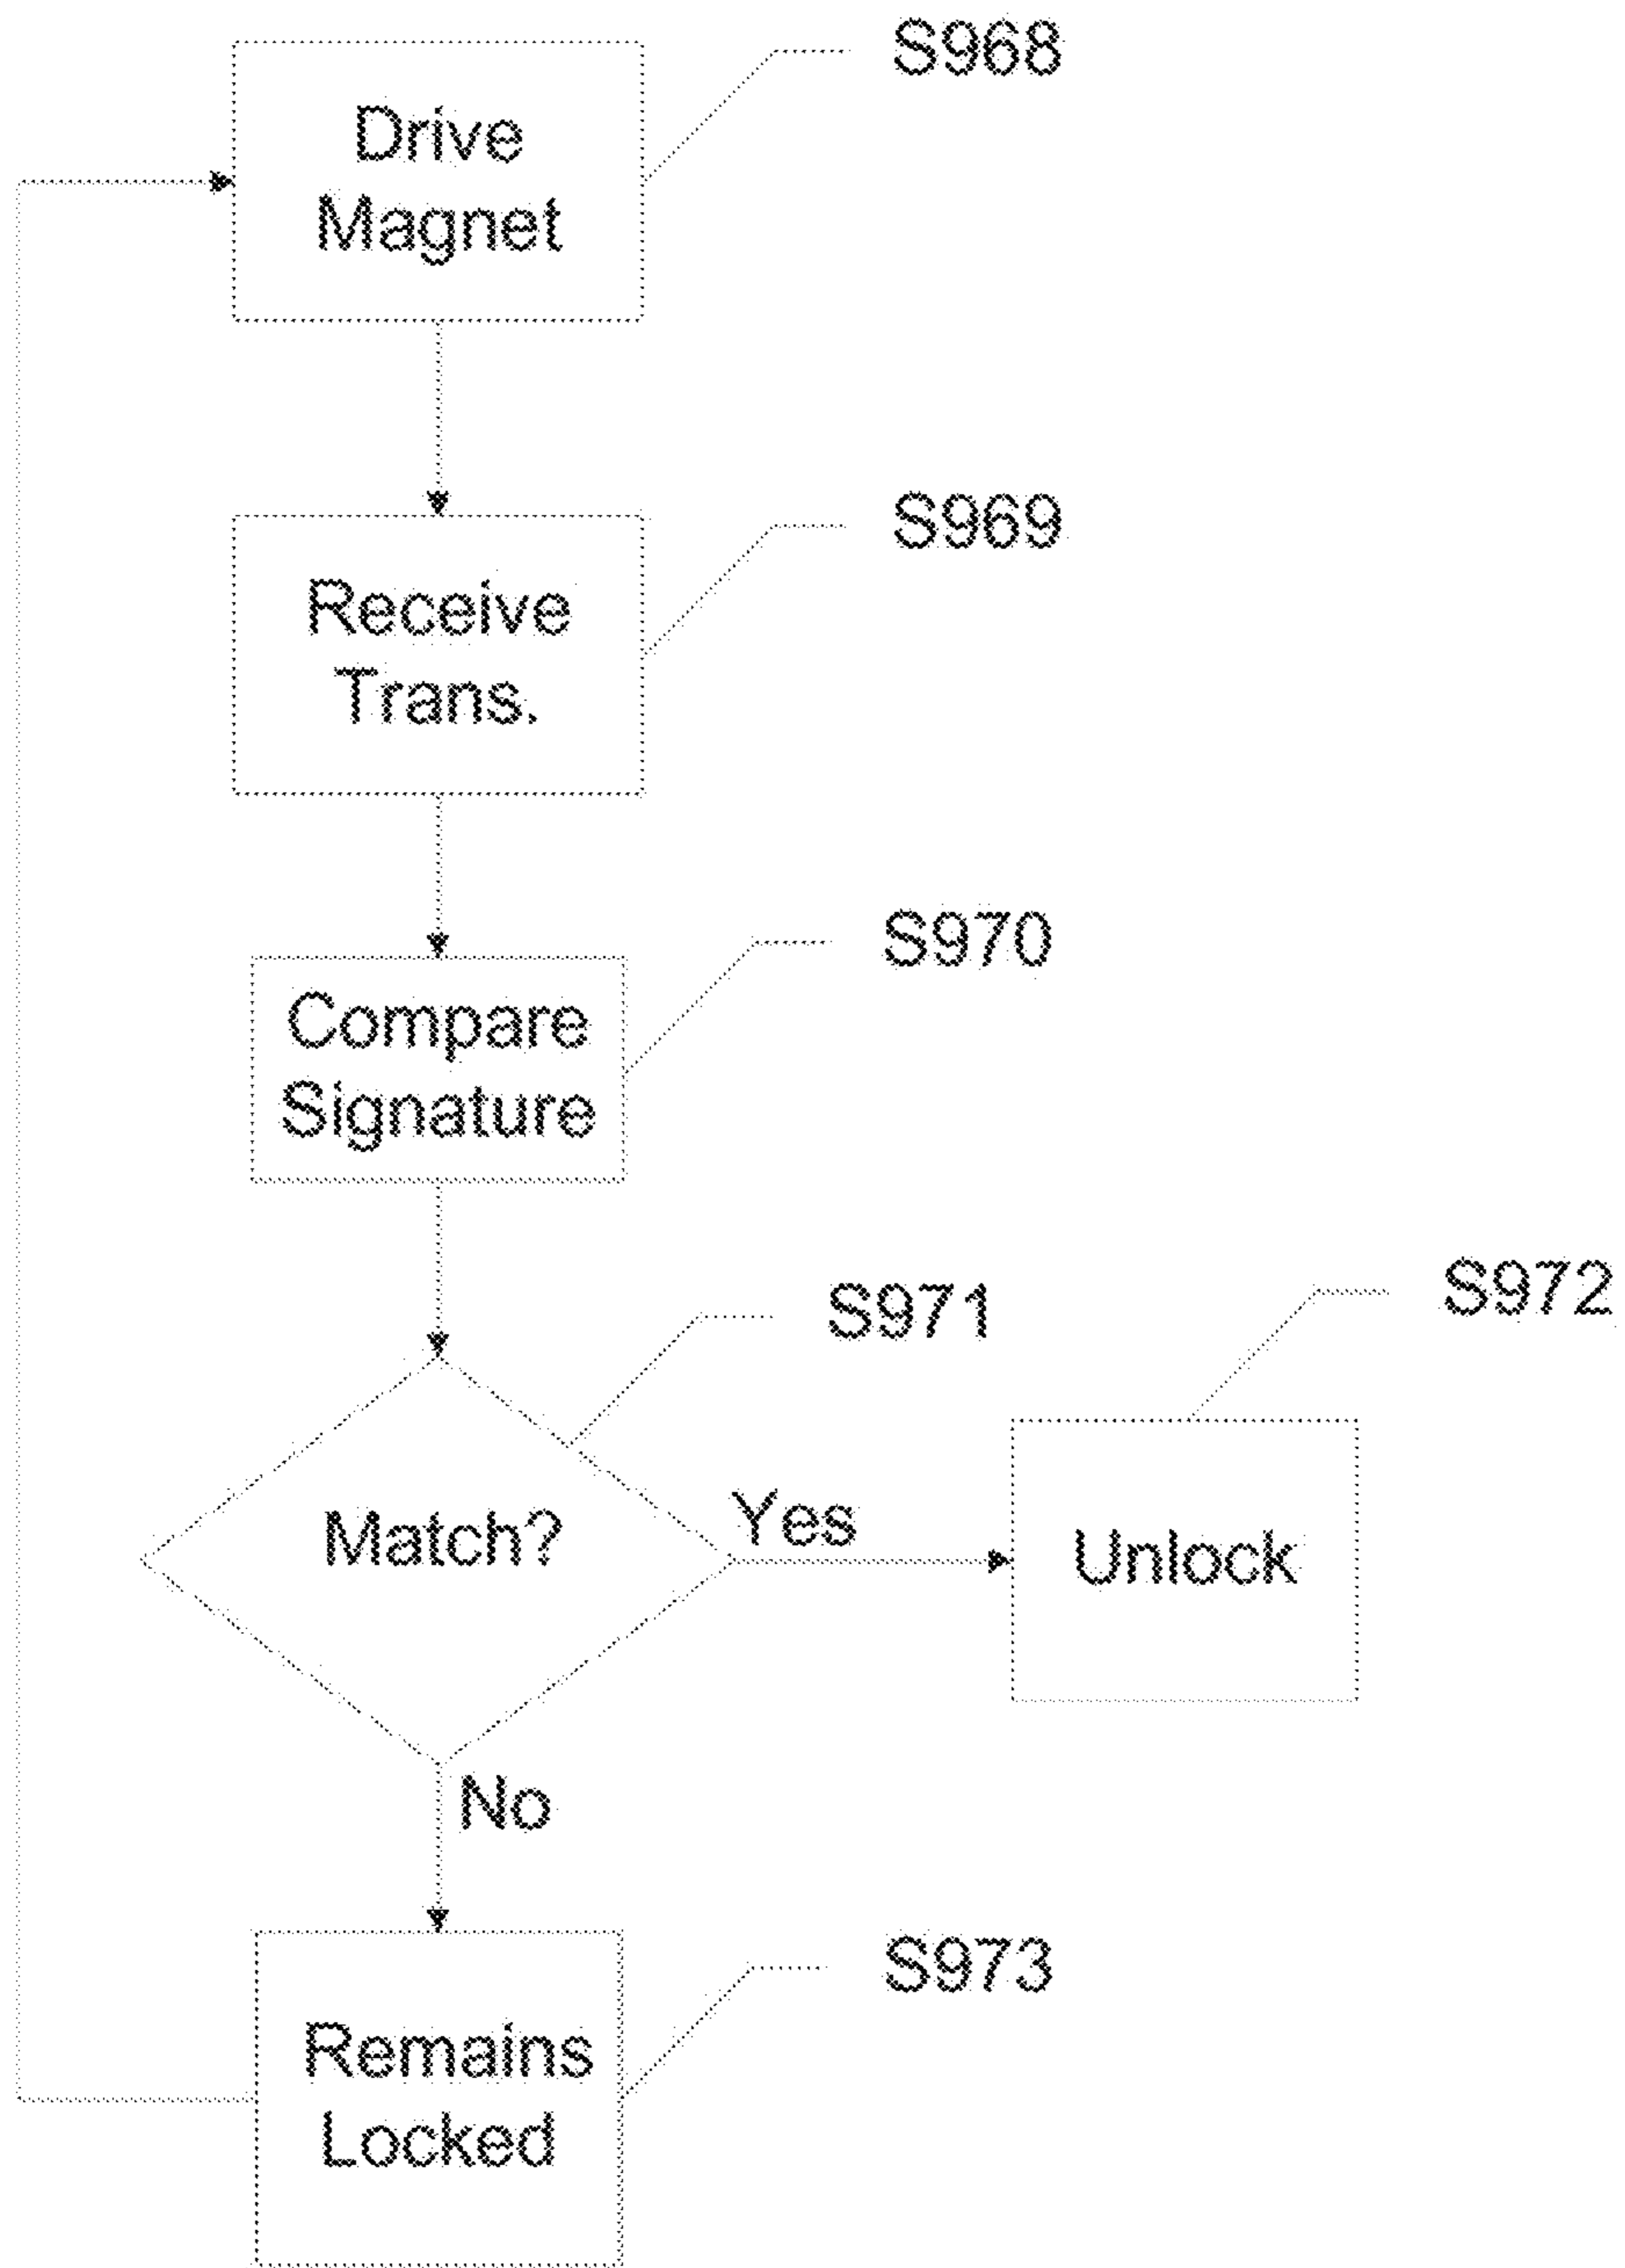 S968
Drive
Magnet
S969
Receive
Trans.
S970
Compare
Signature
S971
S972
Match?
Yes
Unlock
No
S973
Remains
Locked